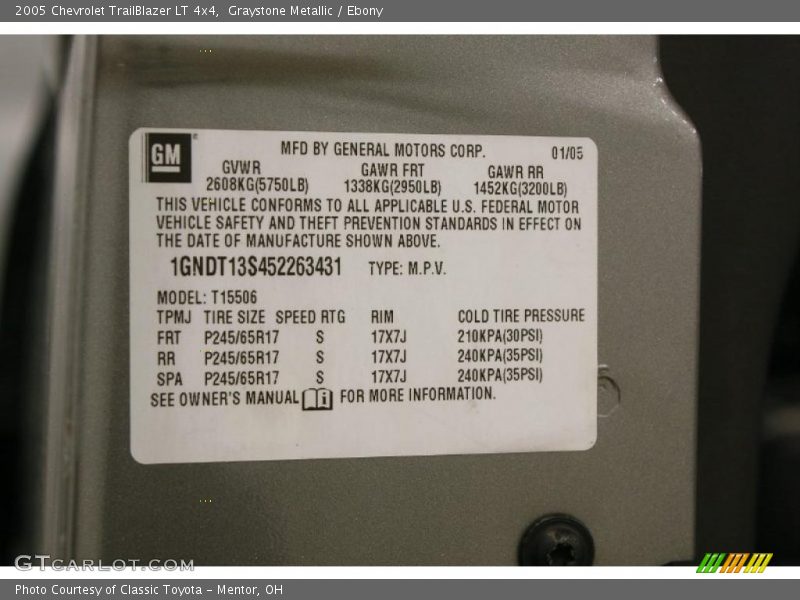 2005 Chevrolet TrailBlazer LT 4x4, Graystone Metallic / Ebony
GM
MFD BY GENERAL MOTORS CORP. 01/05
GVWR GAWR FRT GAWR RR
2608KG(5750LB) 1338KG(2950LB) 1452KG(3200LB)
THIS VEHICLE CONFORMS TO ALL APPLICABLE U.S. FEDERAL MOTOR
VEHICLE SAFETY AND THEFT PREVENTION STANDARDS IN EFFECT ON
THE DATE OF MANUFACTURE SHOWN ABOVE.
1GNDT13S452263431 TYPE: M.P.V.
MODEL: T15506
TPMJ TIRE SIZE SPEED RTG RIM COLD TIRE PRESSURE
FRT P245/65R17 S 17X7J 210KPA(30PSI)
RR P245/65R17 S 17X7J 240KPA(35PSI)
SPA P245/65R17 S 17X7J 240KPA(35PSI)
SEE OWNER'S MANUAL FOR MORE INFORMATION.
GTcarlot.com
Photo Courtesy of Classic Toyota - Mentor, OH